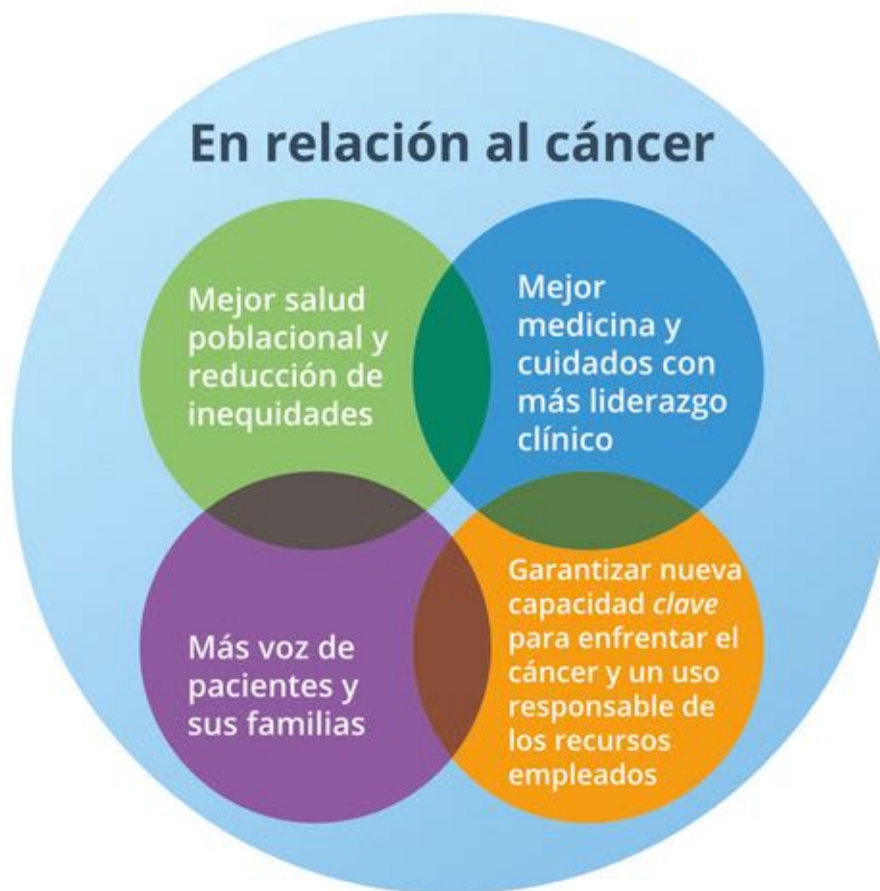 En relación al cáncer
Mejor salud
poblacional y
reducción de
inequidades
Mejor
medicina y
cuidados con
más liderazgo
clínico
Más voz de
pacientes y
sus familias
Garantizar nueva
capacidad clave
para enfrentar el
cáncer y un uso
responsable de
los recursos
empleados